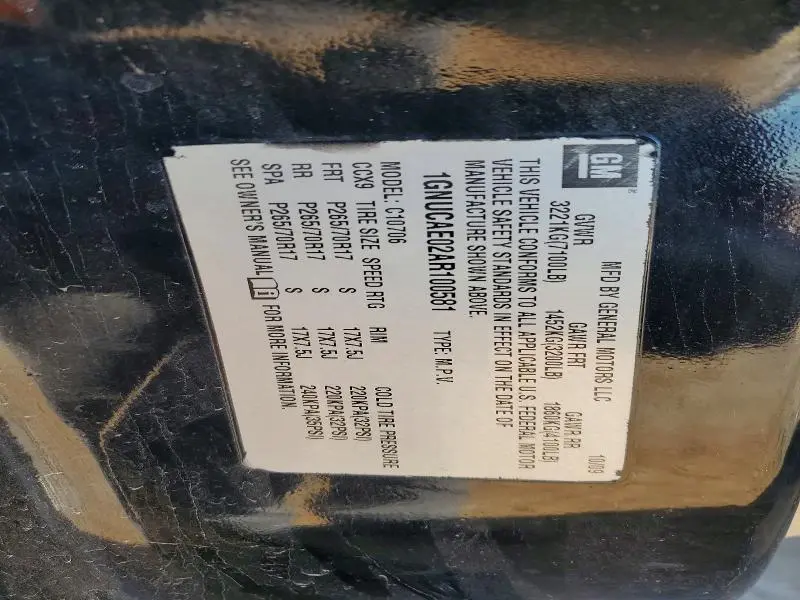 GM
MFD BY GENERAL MOTORS LLC 10/09
GVWR GAWR FRT GAWR RR
3221KG(7100LB) 1452KG(3200LB) 1860KG(4100LB)
THIS VEHICLE CONFORMS TO ALL APPLICABLE U.S. FEDERAL MOTOR
VEHICLE SAFETY STANDARDS IN EFFECT ON THE DATE OF
MANUFACTURE SHOWN ABOVE.
1GNUCAE02AR100581 TYPE: M.P.V.
MODEL: C10706
CCX9 TIRE SIZE SPEED RTG RIM COLD TIRE PRESSURE
FRT P265/70R17 S 17X7.5J 220KPA(32PSI)
RR P265/70R17 S 17X7.5J 220KPA(32PSI)
SPA P265/70R17 S 17X7.5J 240KPA(35PSI)
SEE OWNER'S MANUAL FOR MORE INFORMATION.